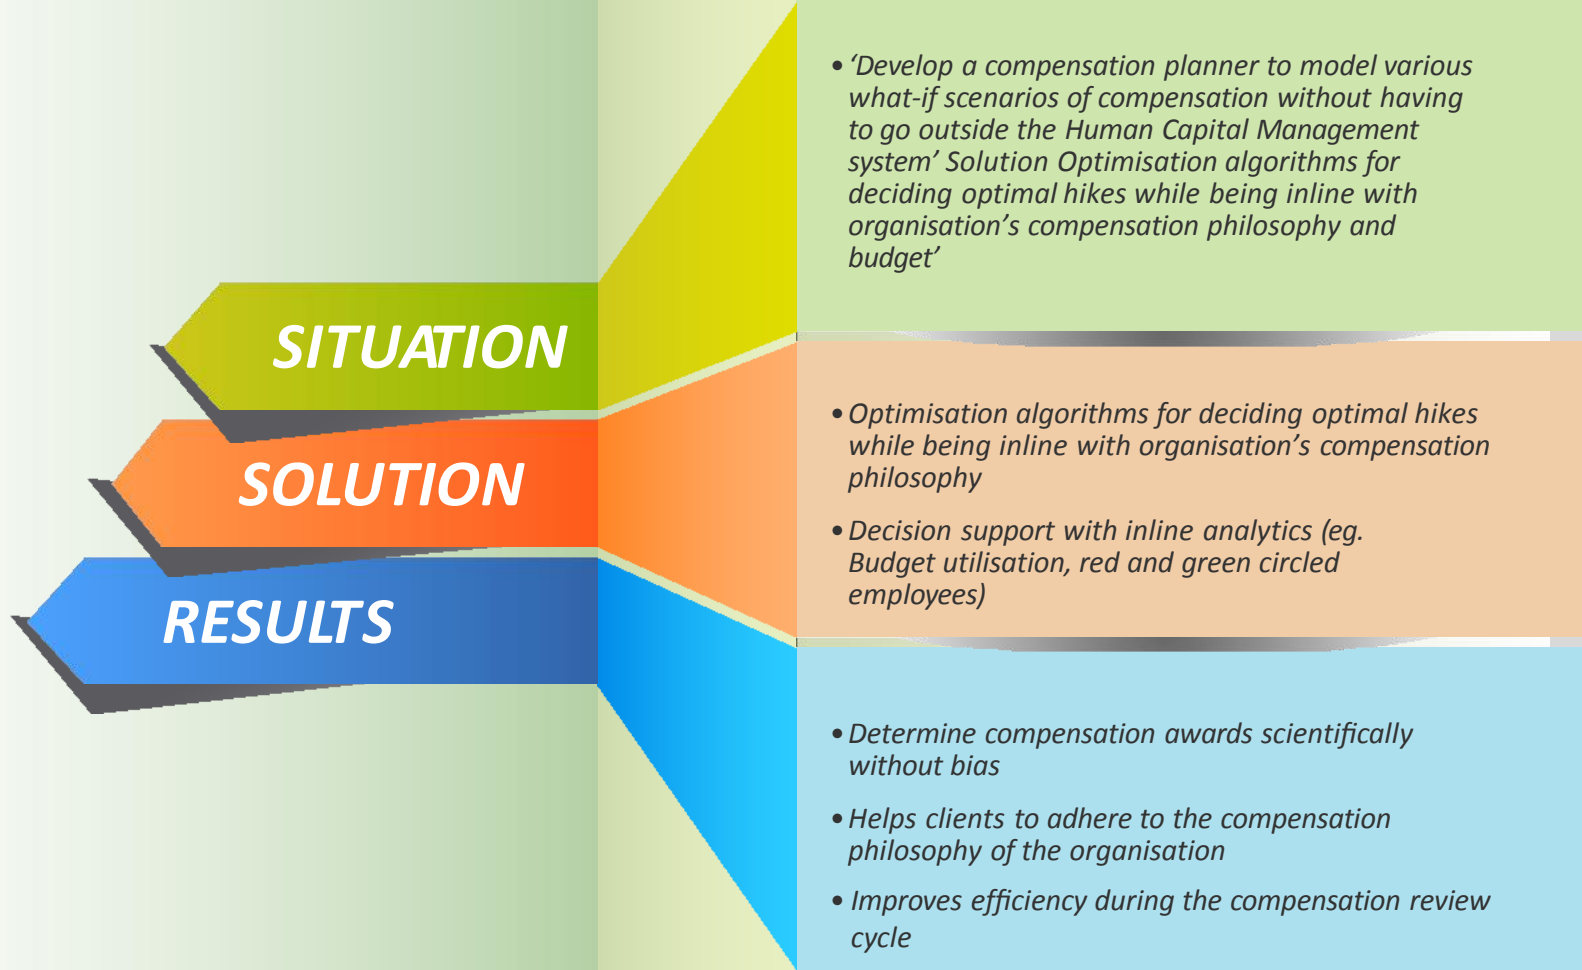 SITUATION
• ‘Develop a compensation planner to model various
what-if scenarios of compensation without having
to go outside the Human Capital Management
system’ Solution Optimisation algorithms for
deciding optimal hikes while being inline with
organisation’s compensation philosophy and
budget’
SOLUTION
• Optimisation algorithms for deciding optimal hikes
while being inline with organisation’s compensation
philosophy
• Decision support with inline analytics (eg.
Budget utilisation, red and green circled
employees)
RESULTS
• Determine compensation awards scientifically
without bias
• Helps clients to adhere to the compensation
philosophy of the organisation
• Improves efficiency during the compensation review
cycle